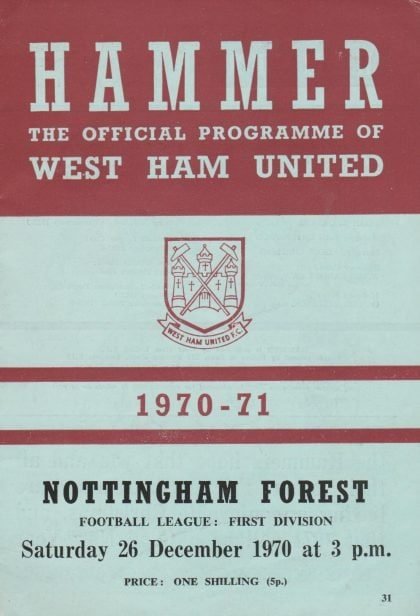 HAMMER
THE OFFICIAL PROGRAMME OF
WEST HAM UNITED
WEST HAM UNITED F.C.
1970-71
NOTTINGHAM FOREST
FOOTBALL LEAGUE: FIRST DIVISION
Saturday 26 December 1970 at 3 p.m.
PRICE: ONE SHILLING (5p.)
31